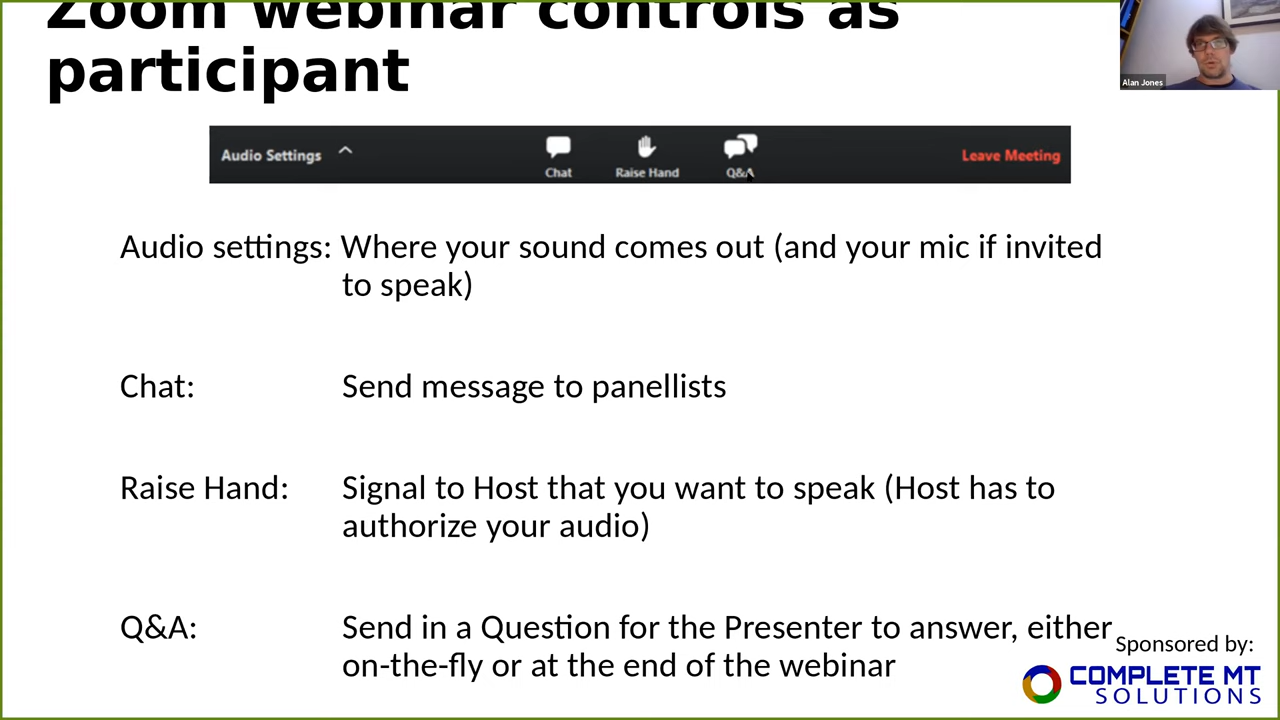 Zoom webinar controls as
participant
Alan Jones
Audio Settings
Chat
Raise Hand
Q&A
Leave Meeting
Audio settings: Where your sound comes out (and your mic if invited
to speak)
Chat: Send message to panellists
Raise Hand: Signal to Host that you want to speak (Host has to
authorize your audio)
Q&A: Send in a Question for the Presenter to answer, either
on-the-fly or at the end of the webinar
Sponsored by:
COMPLETE MT
SOLUTIONS